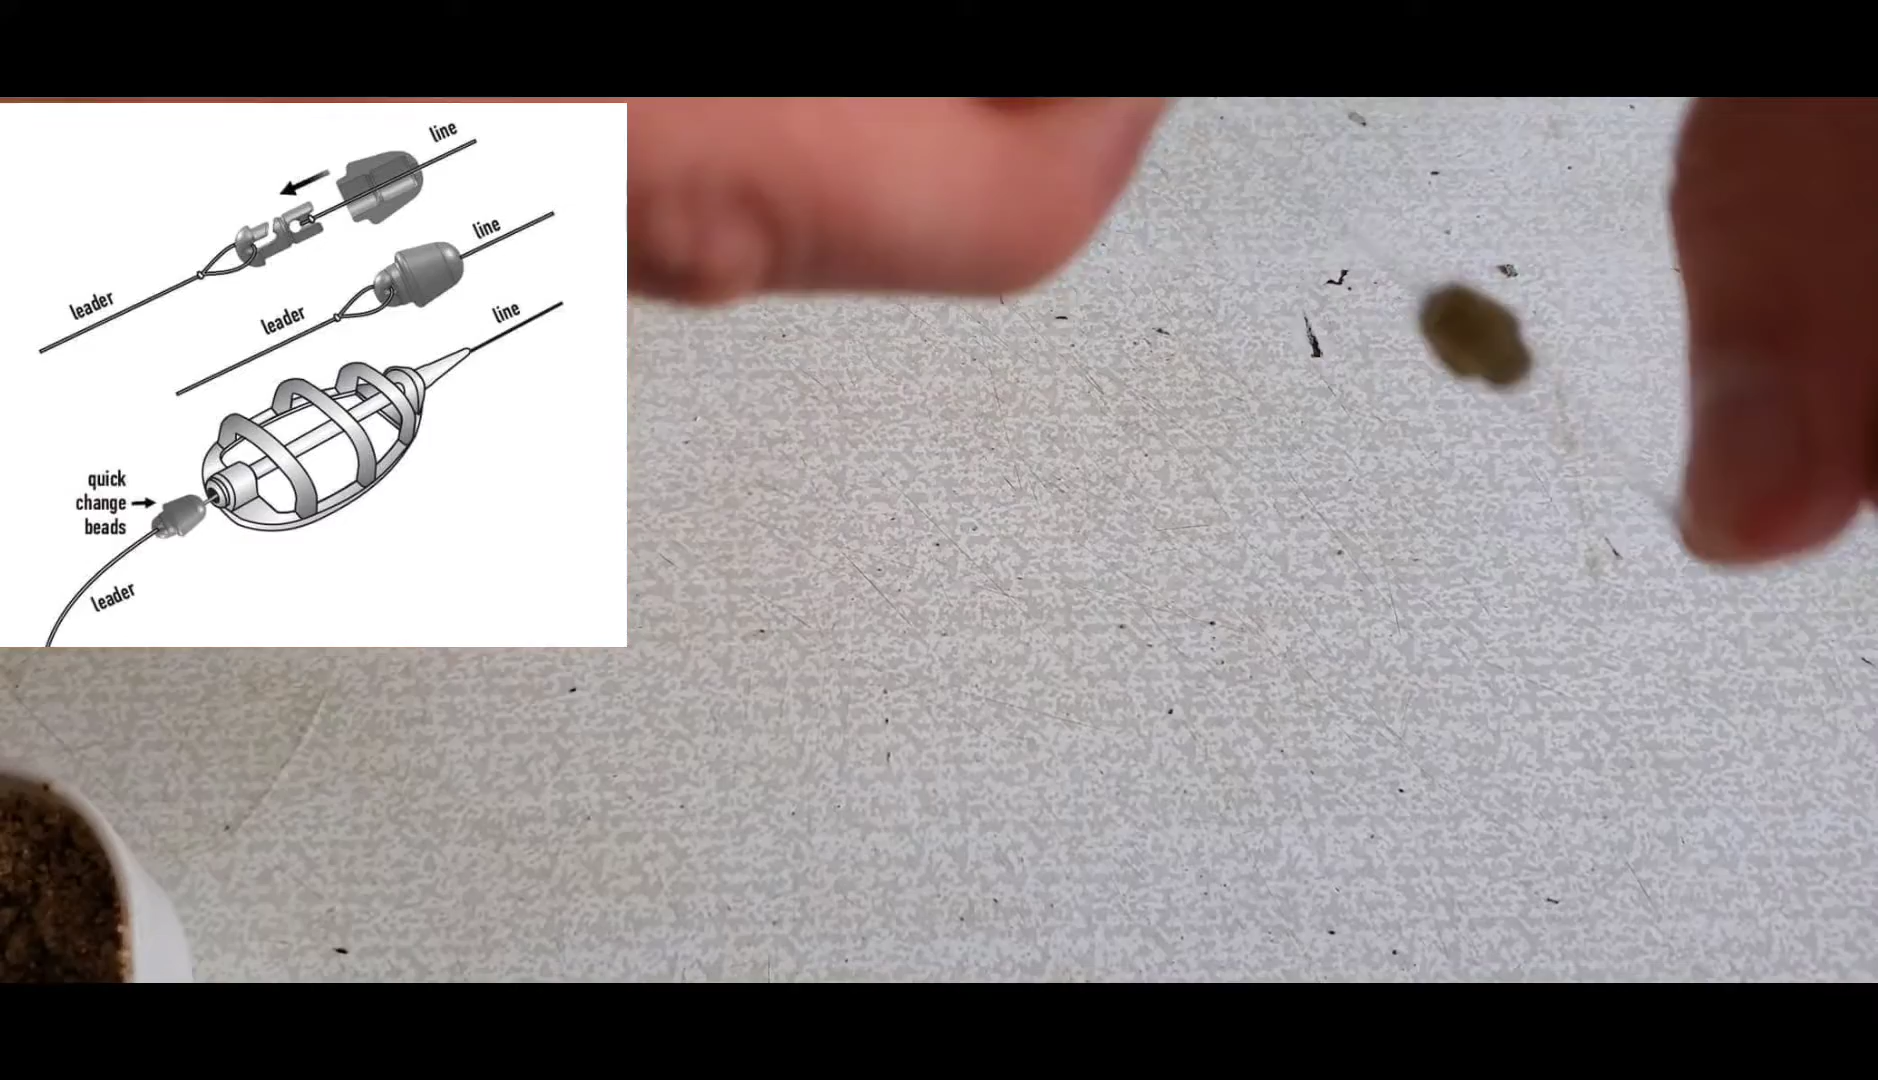 line
line
leader
leader
line
quick
change
beads
leader